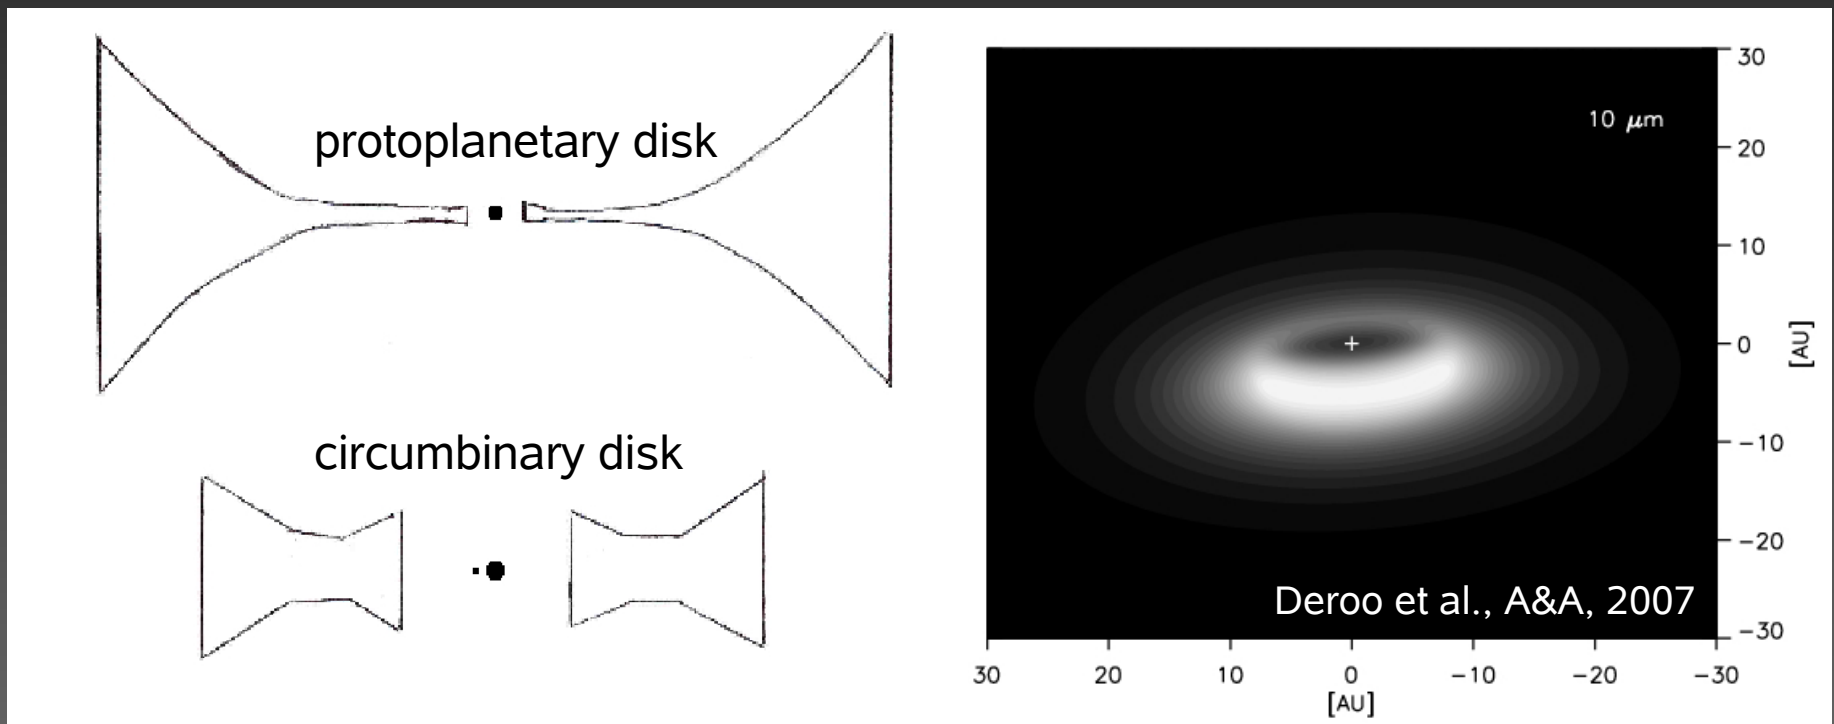 protoplanetary disk
circumbinary disk
10 μm
30
20
10
0
−10
−20
−30
[AU]
Deroo et al., A&A, 2007
30 20 10 0 −10 −20 −30
[AU]